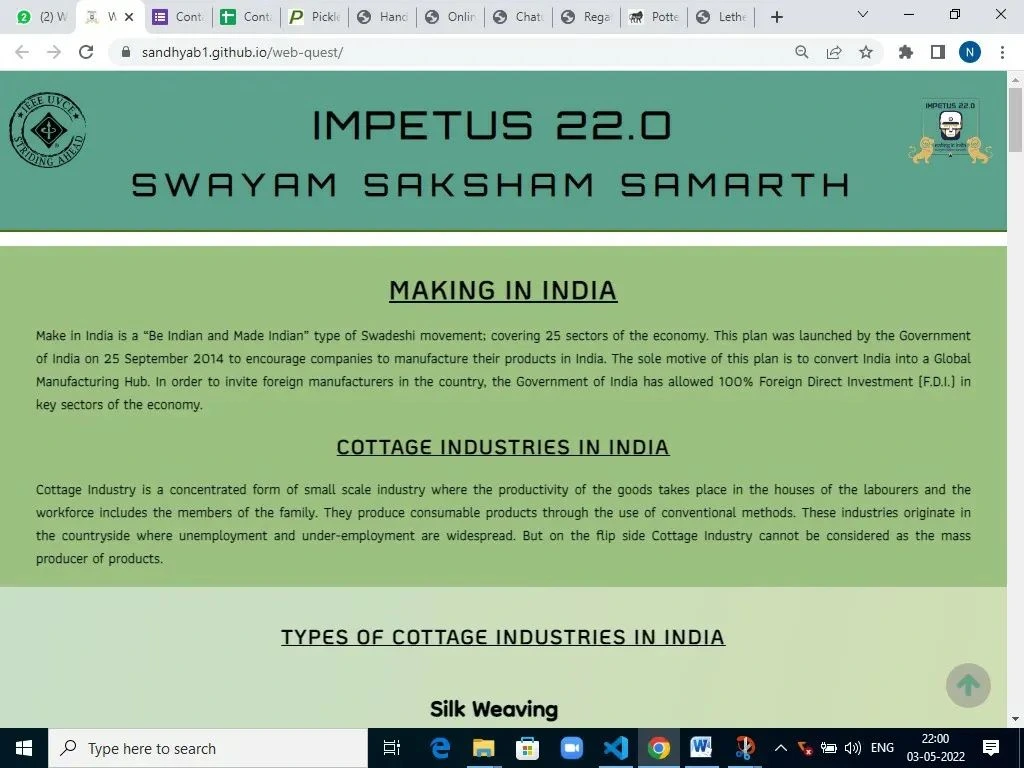 (2) W
W
Cont
Cont
Pickle
Hand
Onlin
Chatt
Rega
Potte
Lethe
sandhyab1.github.io/web-quest/
N
IEEE UVCE
STRIDING AHEAD
IMPETUS 22.0
SWAYAM SAKSHAM SAMARTH
IMPETUS 22.0
MAKING IN INDIA
Make in India is a “Be Indian and Made Indian” type of Swadeshi movement; covering 25 sectors of the economy. This plan was launched by the Government
of India on 25 September 2014 to encourage companies to manufacture their products in India. The sole motive of this plan is to convert India into a Global
Manufacturing Hub. In order to invite foreign manufacturers in the country, the Government of India has allowed 100% Foreign Direct Investment (F.D.I.) in
key sectors of the economy.
COTTAGE INDUSTRIES IN INDIA
Cottage Industry is a concentrated form of small scale industry where the productivity of the goods takes place in the houses of the labourers and the
workforce includes the members of the family. They produce consumable products through the use of conventional methods. These industries originate in
the countryside where unemployment and under-employment are widespread. But on the flip side Cottage Industry cannot be considered as the mass
producer of products.
TYPES OF COTTAGE INDUSTRIES IN INDIA
Silk Weaving
Type here to search
ENG
22:00
03-05-2022